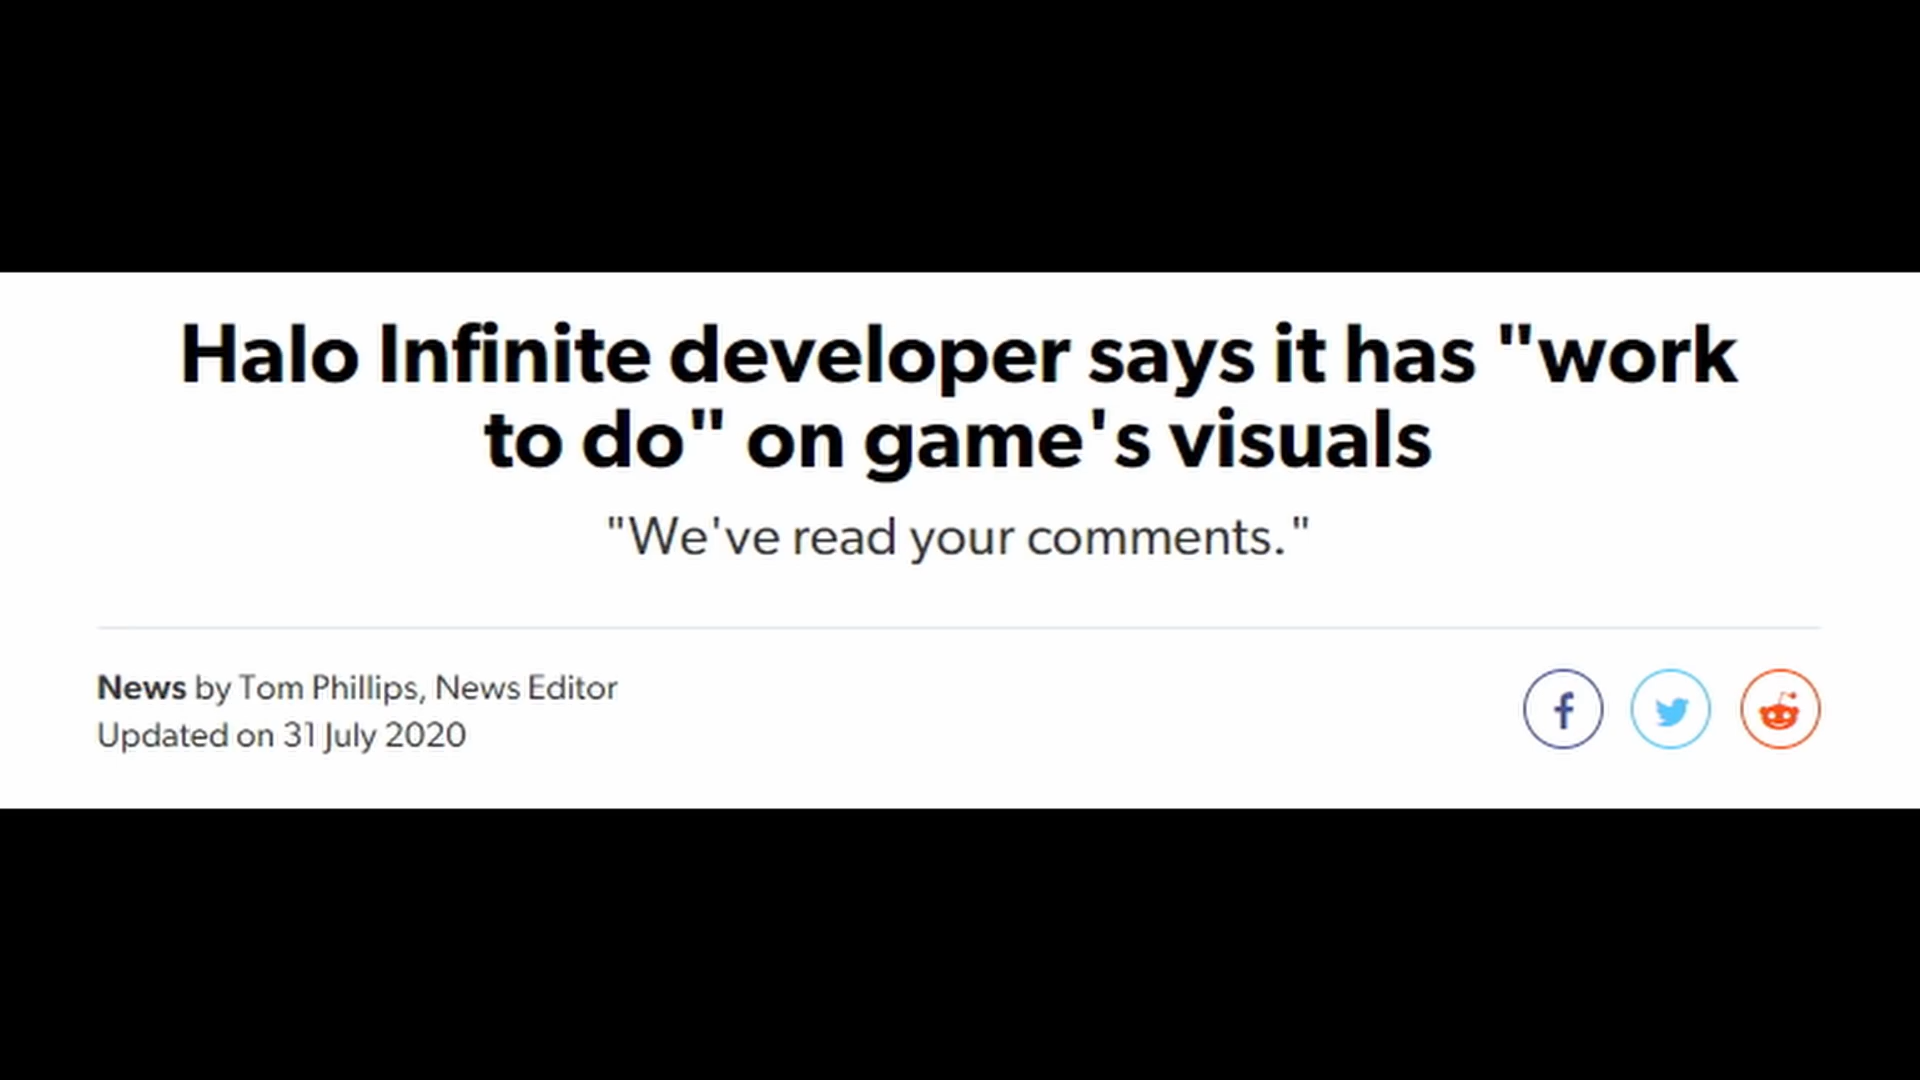 Halo Infinite developer says it has "work
to do" on game's visuals
"We've read your comments."
News by Tom Phillips, News Editor
Updated on 31 July 2020